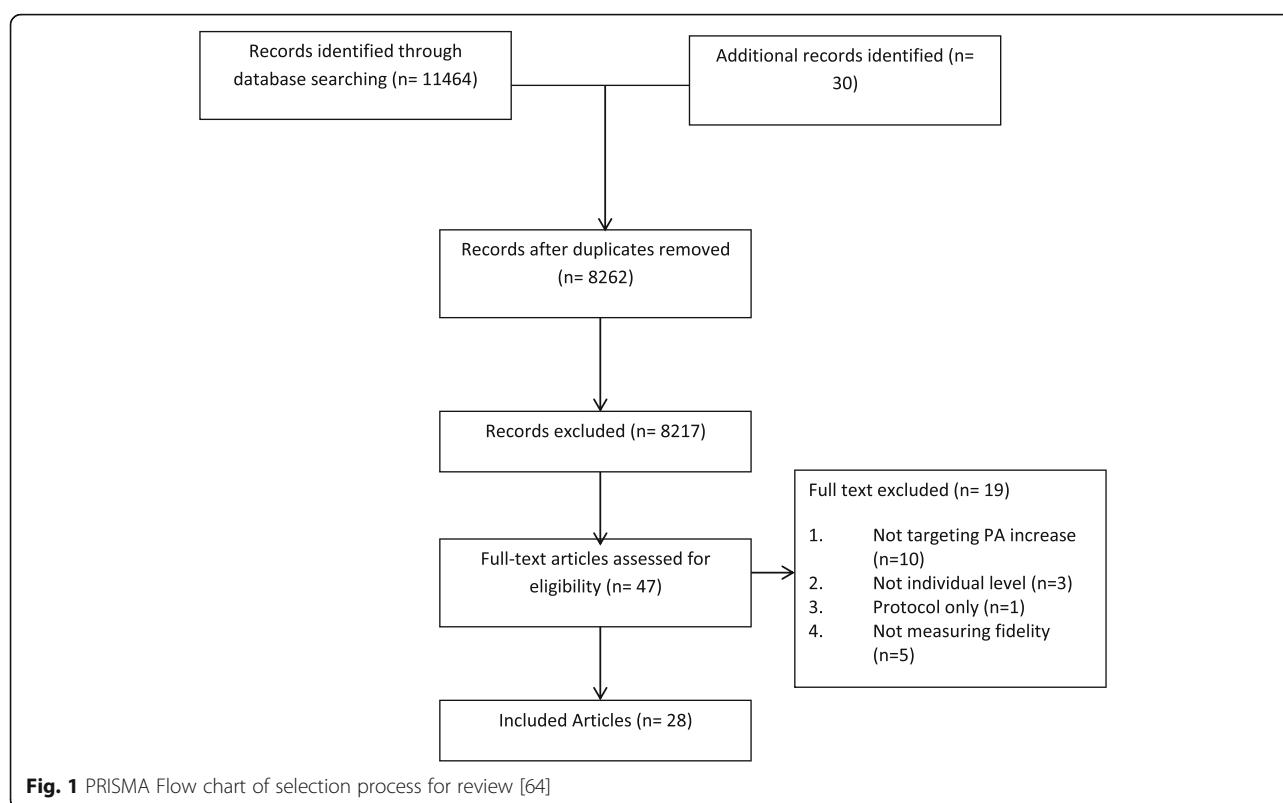 Records identified through
database searching (n= 11464)
Additional records identified (n=
30)
Records after duplicates removed
(n= 8262)
Records excluded (n= 8217)
Full-text articles assessed for
eligibility (n= 47)
Full text excluded (n= 19)
1. Not targeting PA increase
(n=10)
2. Not individual level (n=3)
3. Protocol only (n=1)
4. Not measuring fidelity
(n=5)
Included Articles (n= 28)
Fig. 1 PRISMA Flow chart of selection process for review [64]